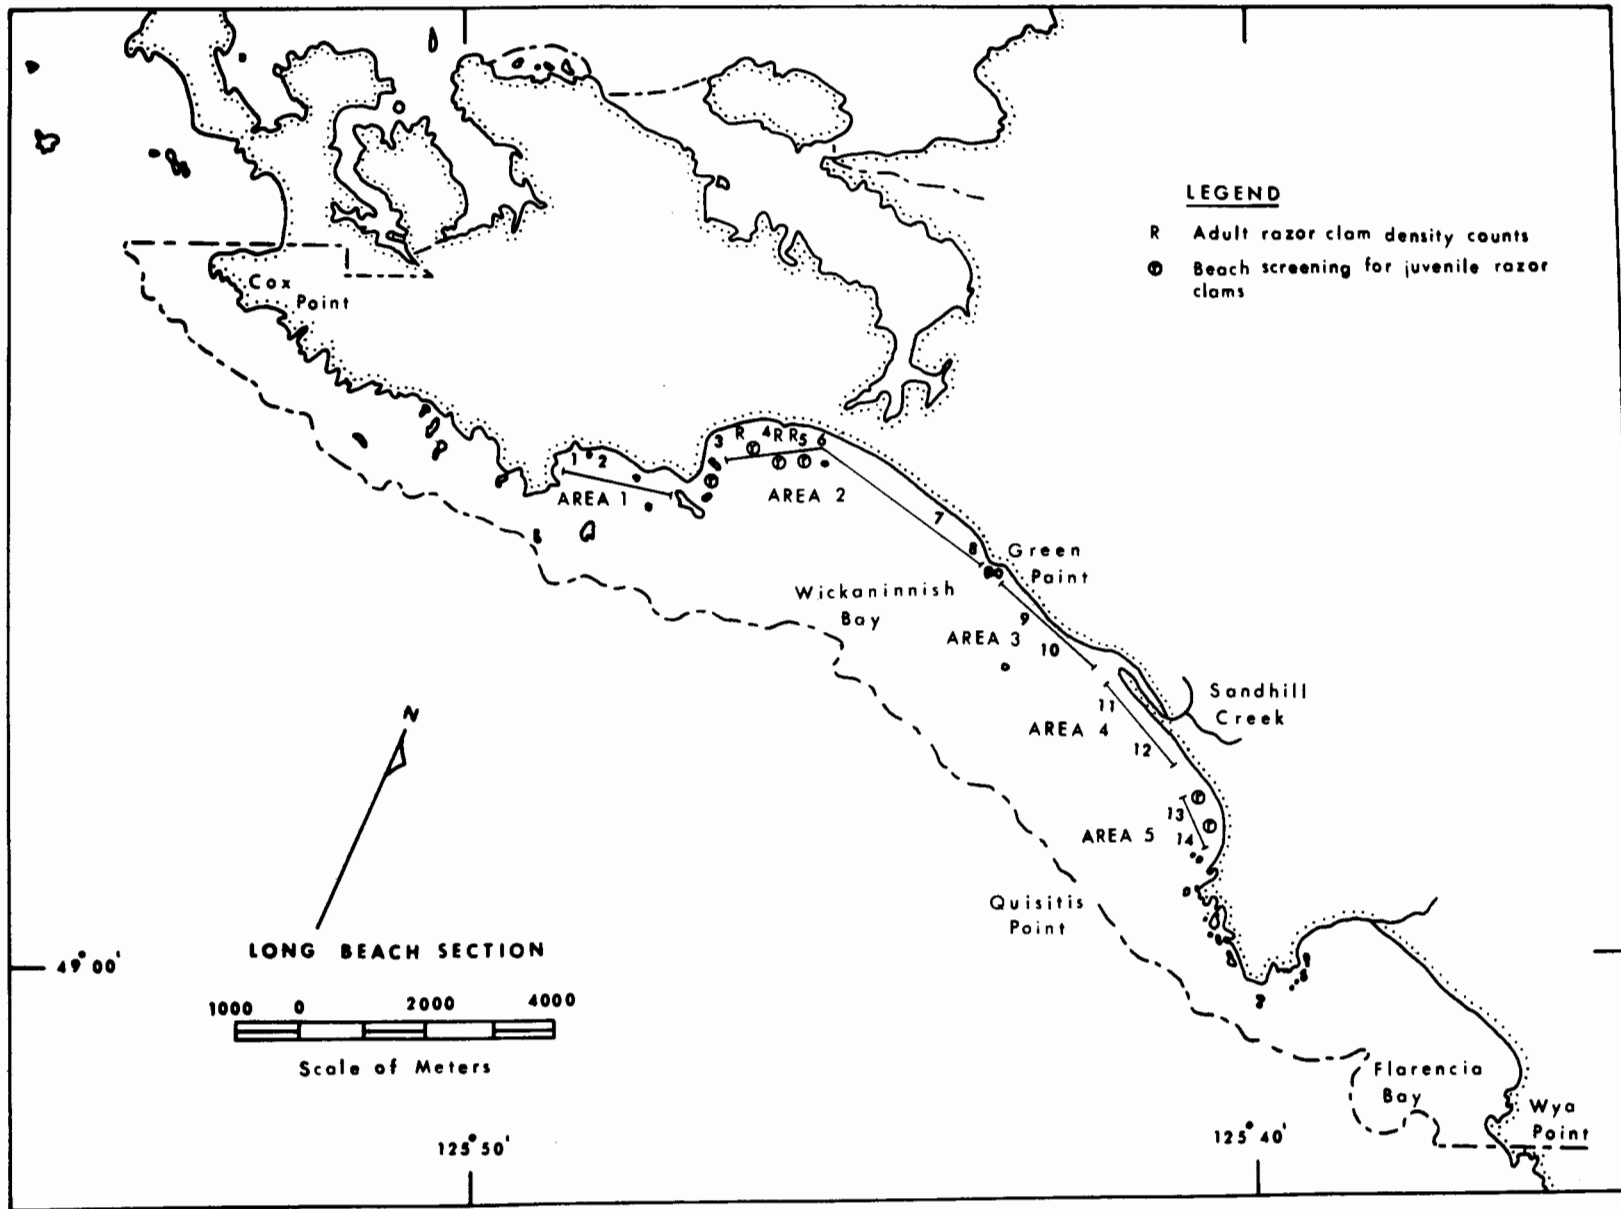 LEGEND
R Adult razor clam density counts
Beach screening for juvenile razor
clams
Cox
Point
3 R 4 R R 5 6
1 2
AREA 1
AREA 2
7
8
Green
Point
Wickaninnish
Bay
9
AREA 3
10
Sandhill
Creek
11
AREA 4
12
N
13
AREA 5
14
Quisitis
Point
LONG BEACH SECTION
49°00'
1000 0 2000 4000
Scale of Meters
Florencia
Bay
Wya
Point
125°50'
125°40'